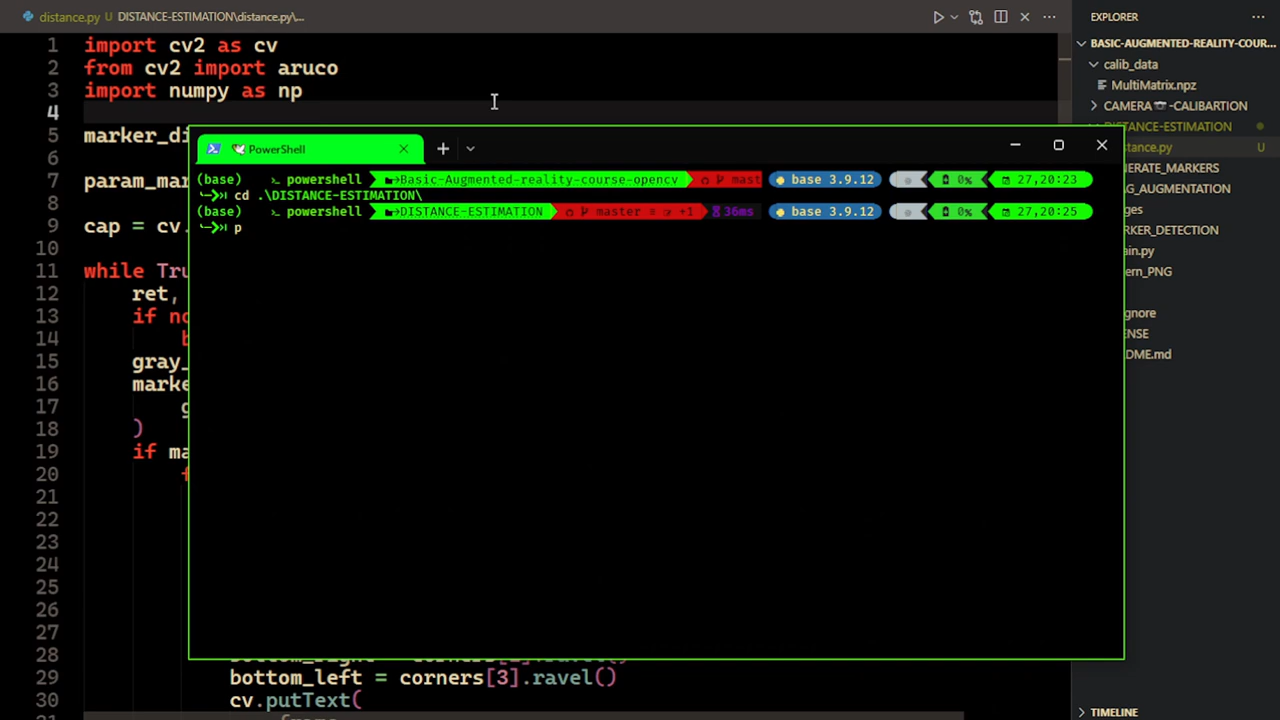 distance.py U DISTANCE-ESTIMATION\distance.py\...
1 import cv2 as cv
2 from cv2 import aruco
3 import numpy as np
4
5 marker_di
6
7 param_mar
8
9 cap = cv.
10
11 while Tru
12 ret,
13 if no
14 b
15 gray_
16 marke
17 g
18 )
19 if ma
20 f
21
22
23
24
25
26
27
28
29 bottom_left = corners[3].ravel()
30 cv.putText(
PowerShell
(base) powershell Basic-Augmented-reality-course-opencv mast base 3.9.12 0% 27,20:23
cd .\DISTANCE-ESTIMATION\
(base) powershell DISTANCE-ESTIMATION master ≡ +1 36ms base 3.9.12 0% 27,20:25
p
EXPLORER
BASIC-AUGMENTED-REALITY-COUR...
calib_data
MultiMatrix.npz
CAMERA -CALIBARTION
DISTANCE-ESTIMATION
stance.py U
NERATE_MARKERS
G_AUGMENTATION
ges
RKER_DETECTION
ain.py
ern_PNG
gnore
ENSE
DME.md
TIMELINE